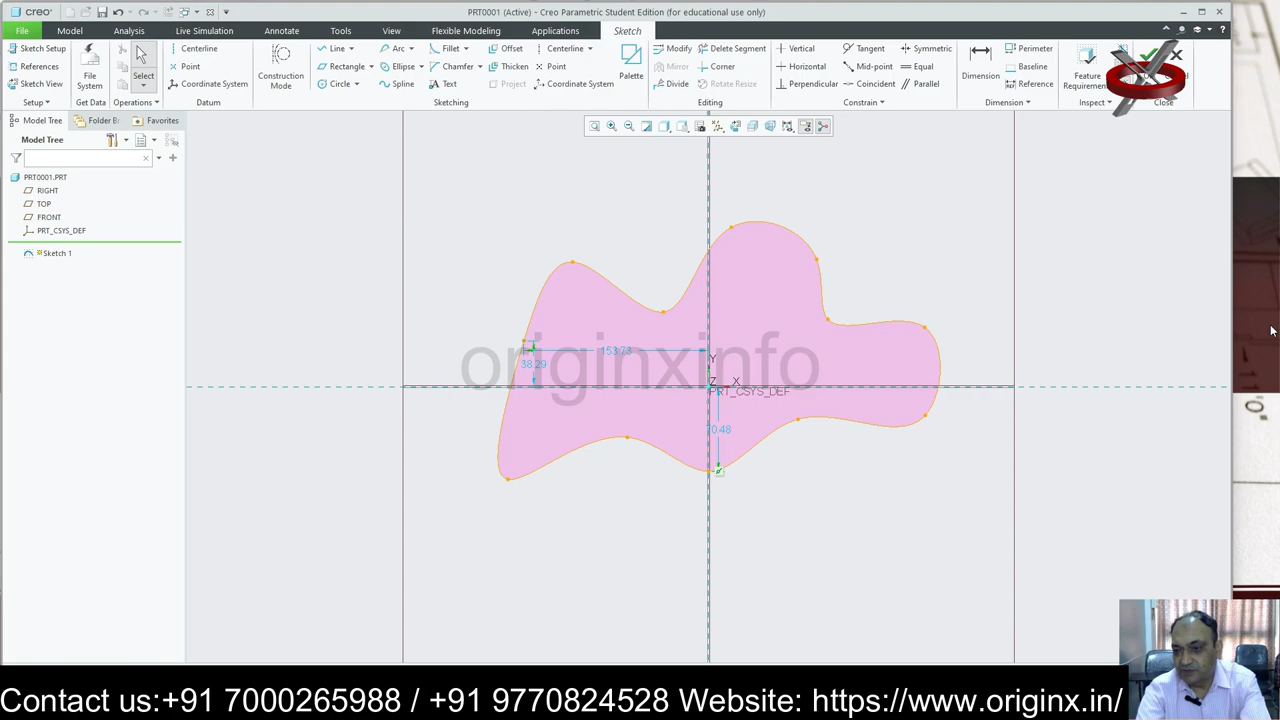 creo
PRT0001 (Active) - Creo Parametric Student Edition (for educational use only)
File Model Analysis Live Simulation Annotate Tools View Flexible Modeling Applications Sketch
Sketch Setup
References
Sketch View
Setup
File System
Get Data
Select
Operations
Centerline
Point
Coordinate System
Datum
Construction Mode
Line Arc Fillet Offset Centerline
Rectangle Ellipse Chamfer Thicken Point
Circle Spline Text Project Coordinate System
Palette
Sketching
Modify Delete Segment
Mirror Corner
Divide Rotate Resize
Editing
Vertical Tangent Symmetric
Horizontal Mid-point Equal
Perpendicular Coincident Parallel
Constrain
Dimension
Perimeter
Baseline
Reference
Dimension
Feature
Inspect
Close
Model Tree Folder B Favorites
Model Tree
PRT0001.PRT
RIGHT
TOP
FRONT
PRT_CSYS_DEF
Sketch 1
originxinfo
153.73
38.29
Y
Z X
PRT_CSYS_DEF
Contact us:+91 7000265988 / +91 9770824528 Website: https://www.originx.in/